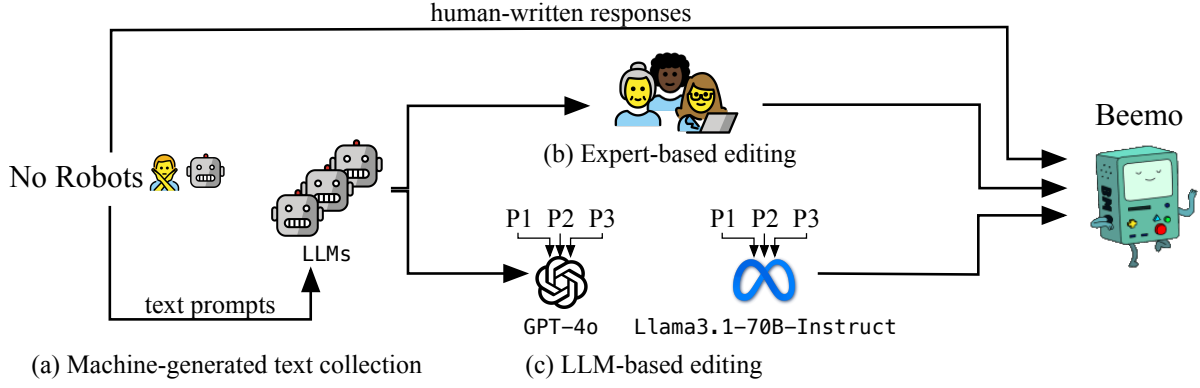 human-written responses
Beemo
(b) Expert-based editing
No Robots
P1 P2 P3
P1 P2 P3
LLMs
BMO
text prompts
GPT-4o
Llama3.1-70B-Instruct
(a) Machine-generated text collection
(c) LLM-based editing